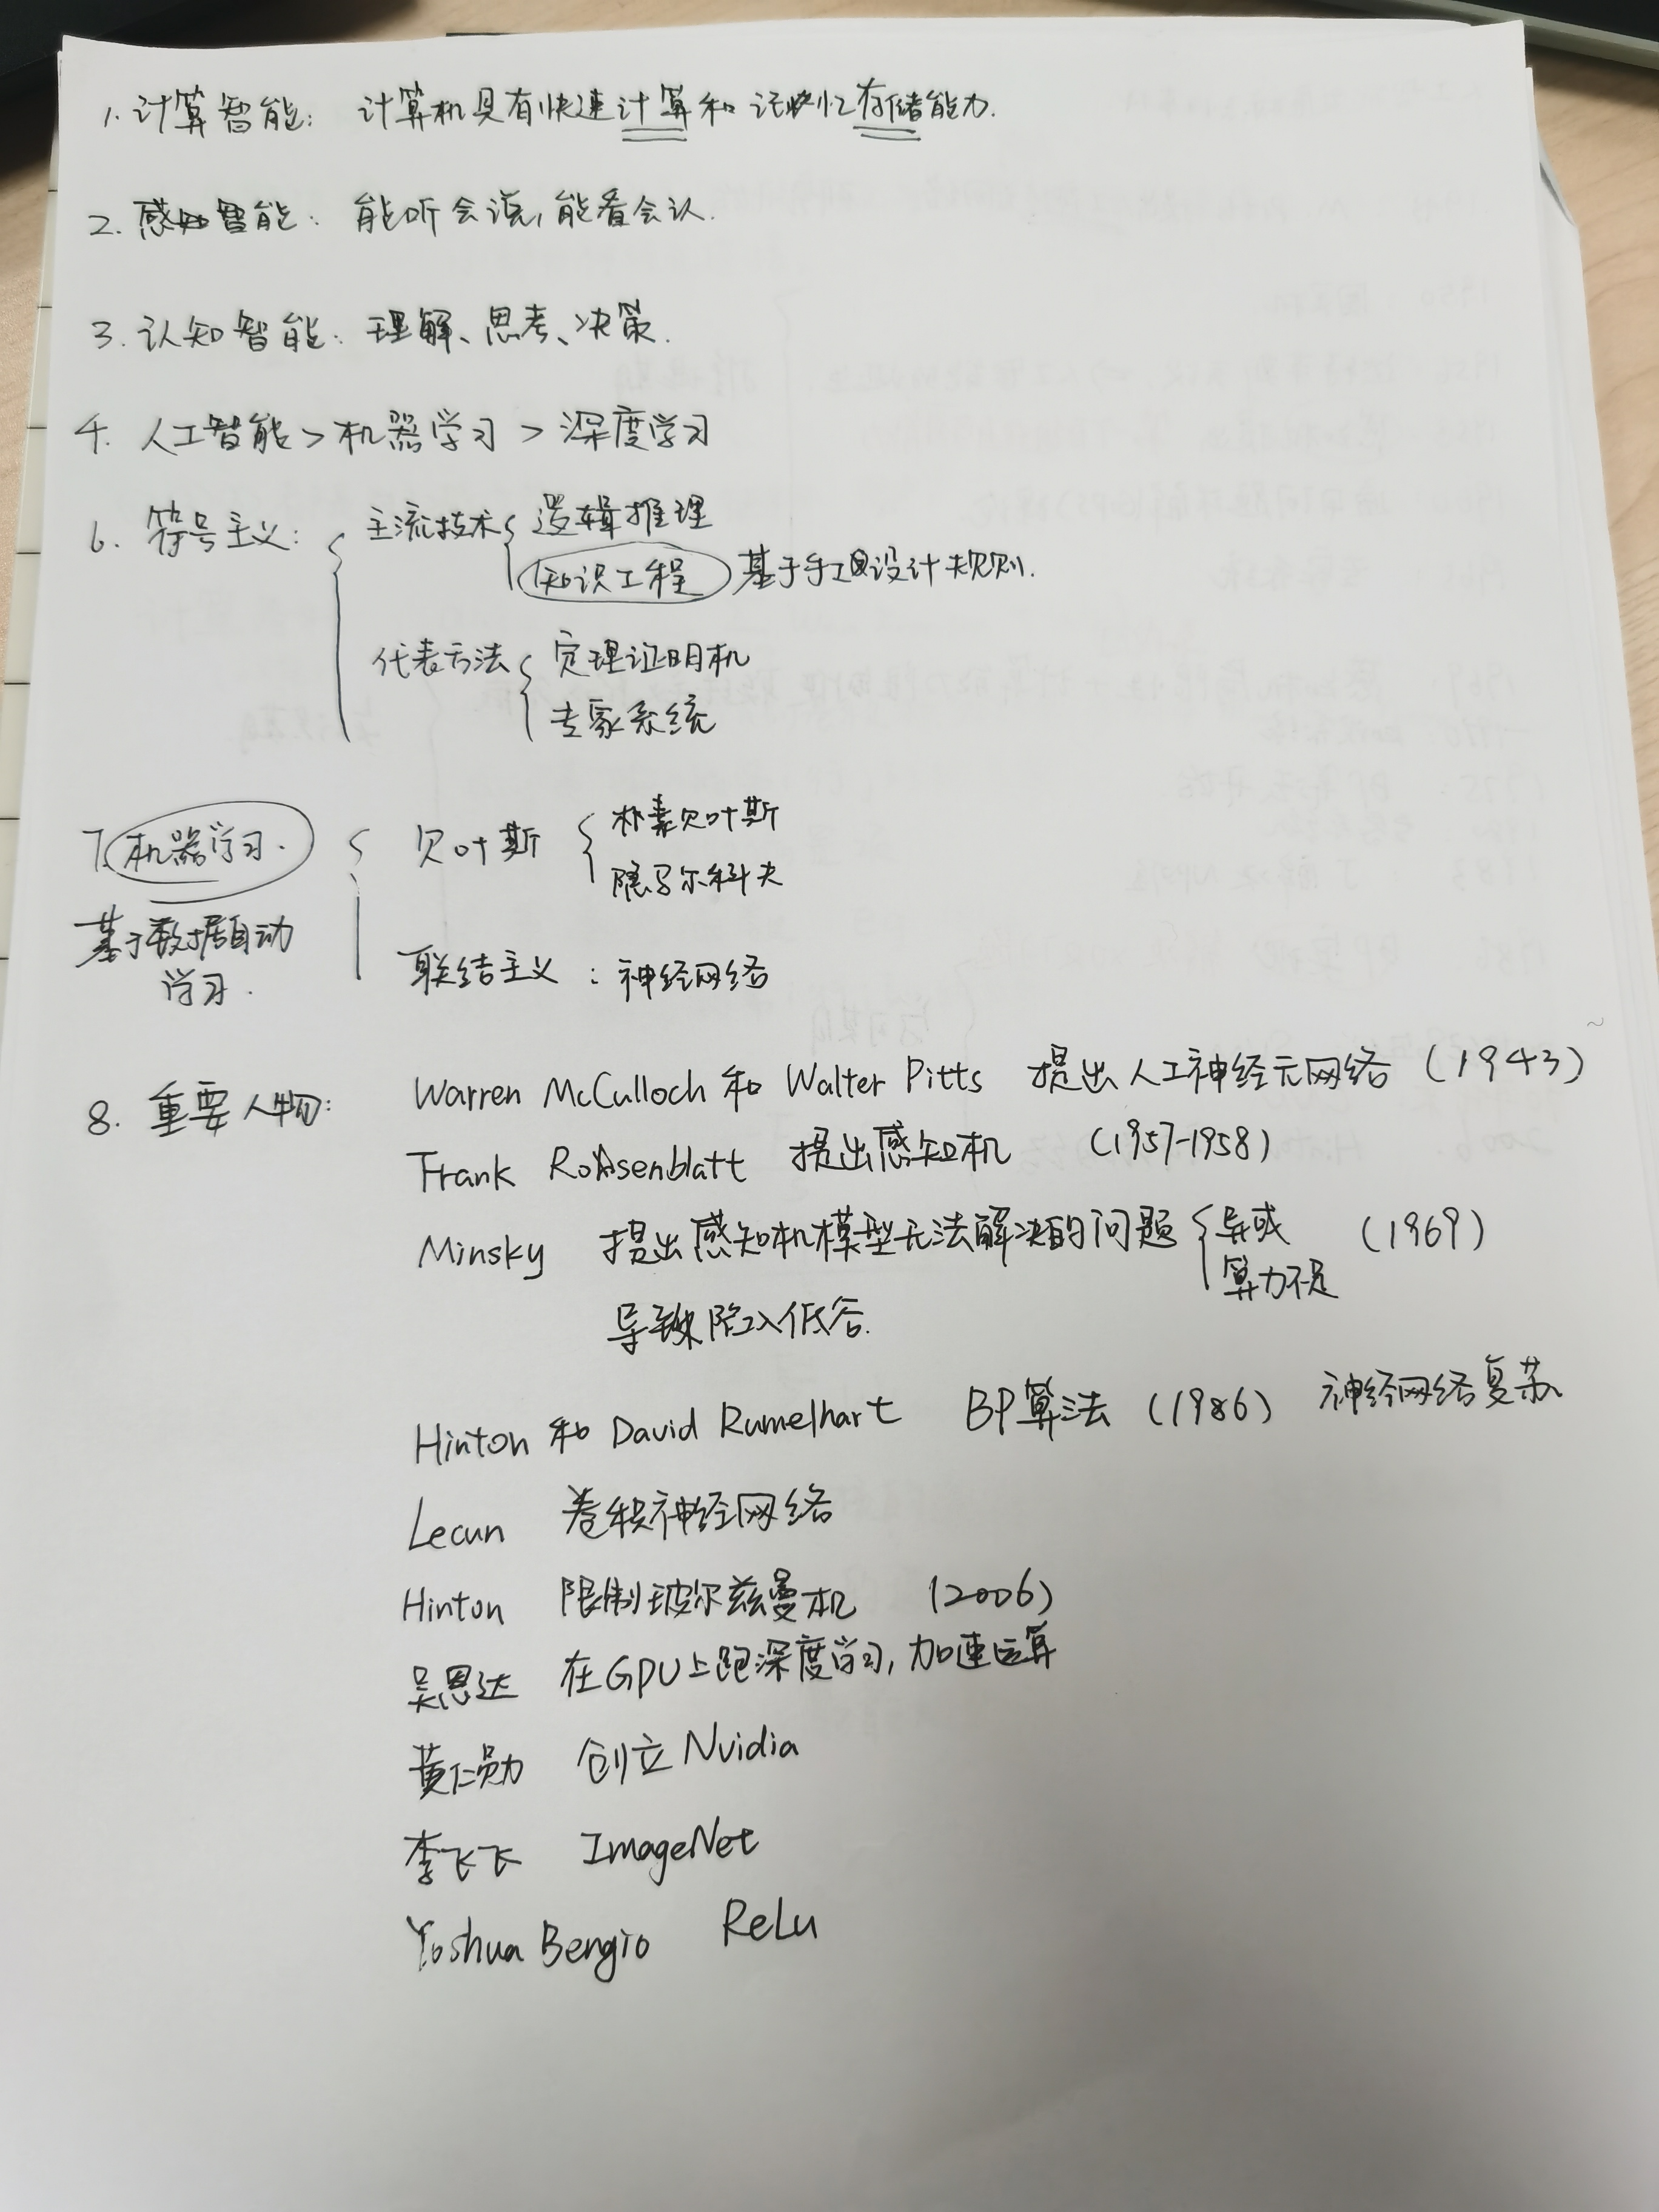 1. 计算智能： 计算机具有快速计算和记忆存储能力.
2. 感知智能： 能听会说, 能看会认.
3. 认知智能： 理解、思考、决策.
4. 人工智能 > 机器学习 > 深度学习
6. 符号主义： 主流技术 逻辑推理
知识工程 基于手工设计规则.
代表方法 定理证明机
专家系统
7. 机器学习. 贝叶斯 朴素贝叶斯
隐马尔科夫
基于数据自动
学习.
联结主义 : 神经网络
8. 重要人物: Warren McCulloch 和 Walter Pitts 提出人工神经元网络 (1943)
Frank Rosenblatt 提出感知机 (1957-1958)
Minsky 提出感知机模型无法解决的问题 异或 (1969)
算力不足
导致陷入低谷.
Hinton 和 David Rumelhart BP算法 (1986) 神经网络复苏
Lecun 卷积神经网络
Hinton 限制玻尔兹曼机 (2006)
吴恩达 在GPU上跑深度学习, 加速运算
黄仁勋 创立 Nvidia
李飞飞 ImageNet
Yoshua Bengio ReLu